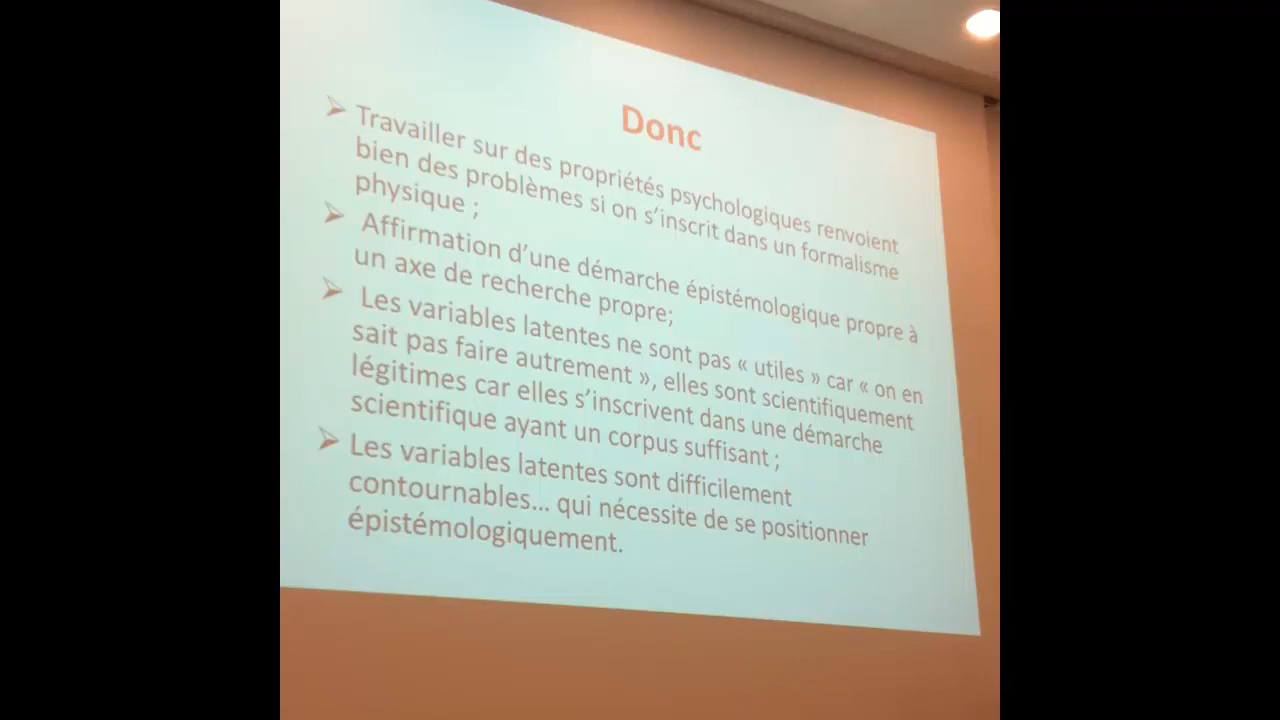 Donc
➢ Travailler sur des propriétés psychologiques renvoient
bien des problèmes si on s’inscrit dans un formalisme
physique ;
➢ Affirmation d’une démarche épistémologique propre à
un axe de recherche propre;
➢ Les variables latentes ne sont pas « utiles » car « on en
sait pas faire autrement », elles sont scientifiquement
légitimes car elles s’inscrivent dans une démarche
scientifique ayant un corpus suffisant ;
➢ Les variables latentes sont difficilement
contournables... qui nécessite de se positionner
épistémologiquement.